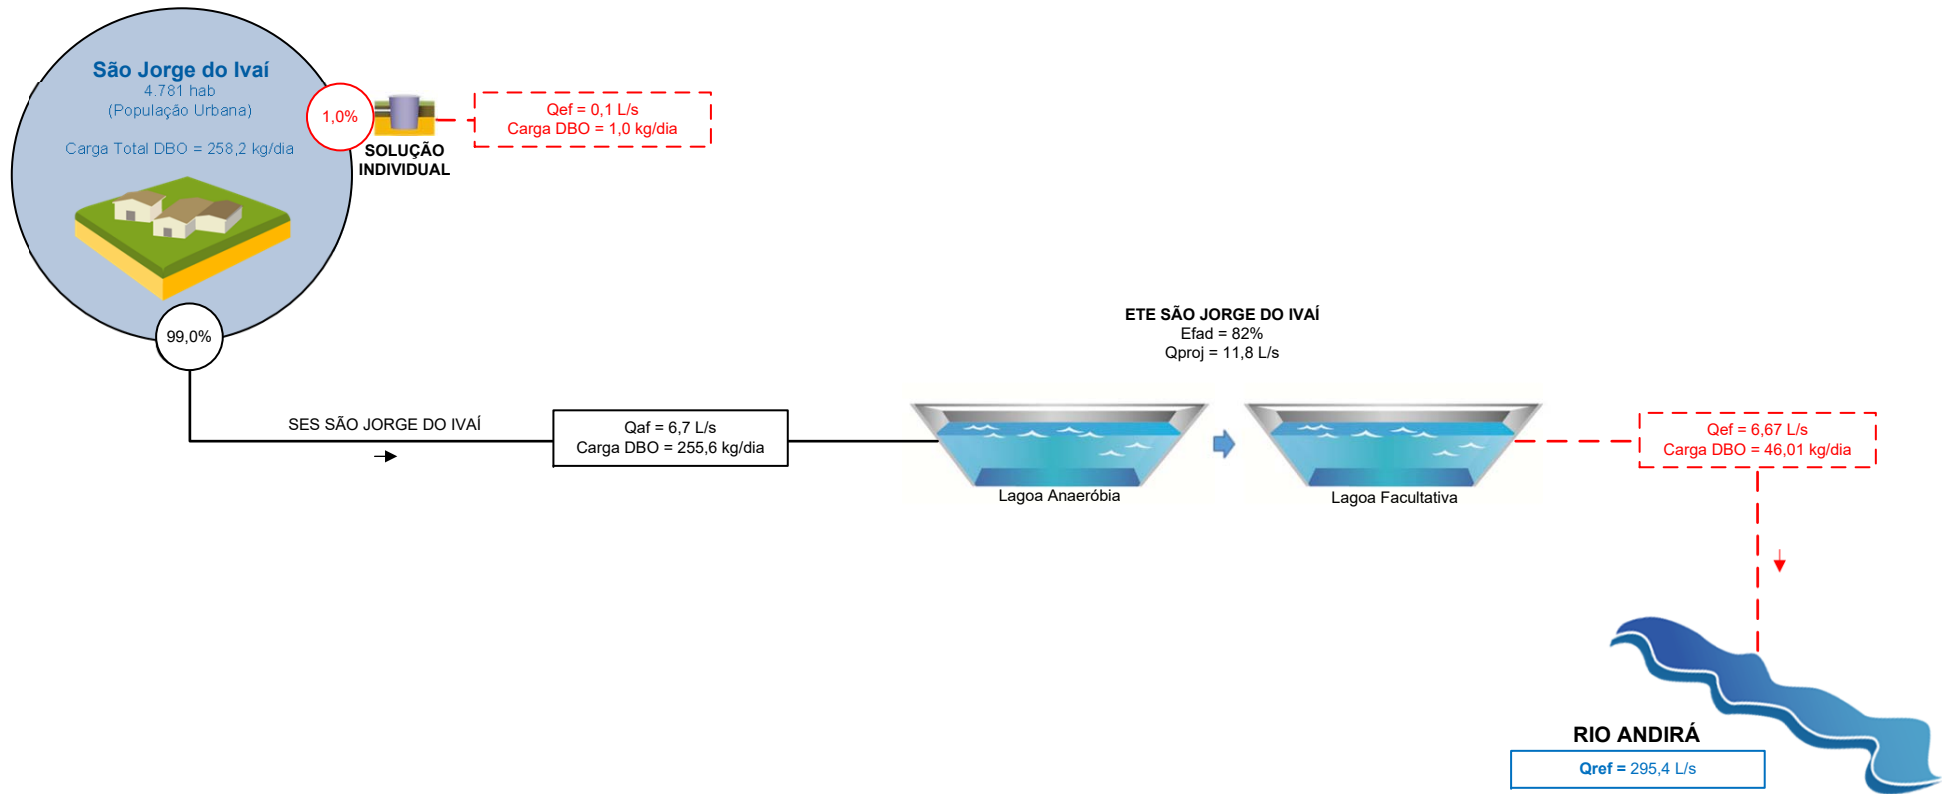 São Jorge do Ivaí
4.781 hab
(População Urbana)
Carga Total DBO = 258,2 kg/dia
1,0%
SOLUÇÃO
INDIVIDUAL
Qef = 0,1 L/s
Carga DBO = 1,0 kg/dia
99,0%
SES SÃO JORGE DO IVAÍ
Qaf = 6,7 L/s
Carga DBO = 255,6 kg/dia
ETE SÃO JORGE DO IVAÍ
Efad = 82%
Qproj = 11,8 L/s
Lagoa Anaeróbia
Lagoa Facultativa
Qef = 6,67 L/s
Carga DBO = 46,01 kg/dia
RIO ANDIRÁ
Qref = 295,4 L/s